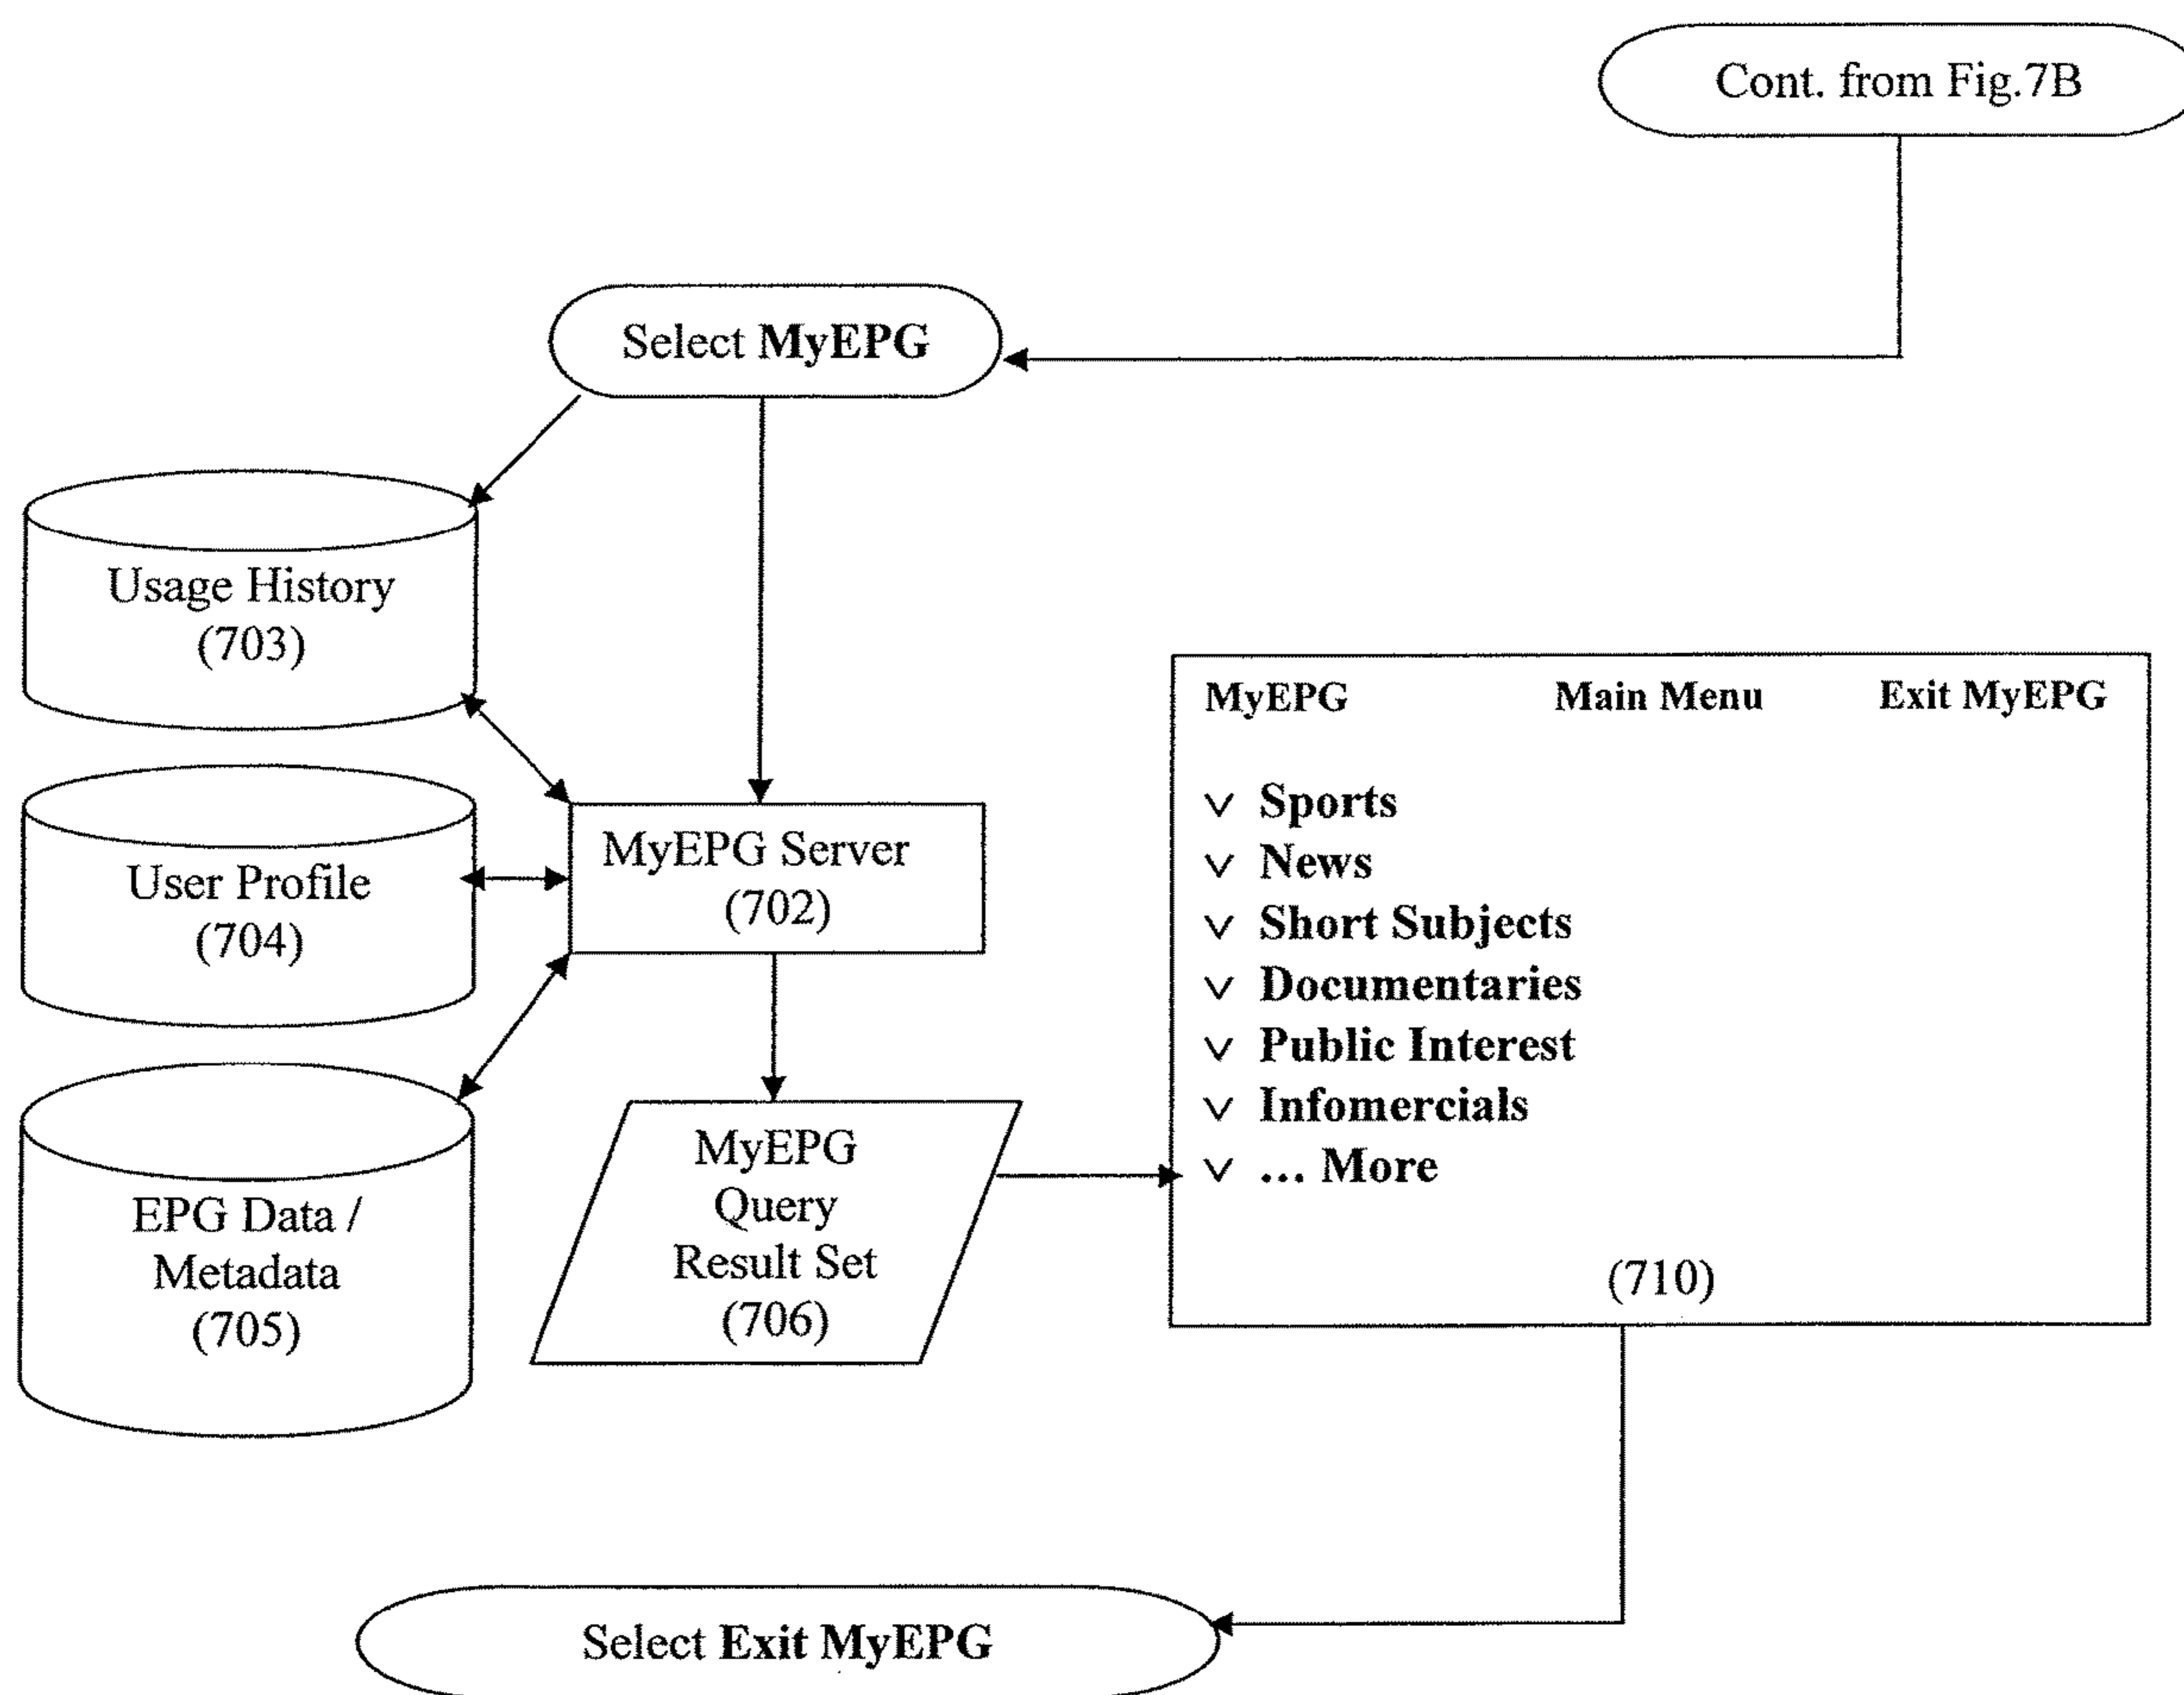 Cont. from Fig.7B
Select MyEPG
Usage History
(703)
User Profile
(704)
EPG Data /
Metadata
(705)
MyEPG Server
(702)
MyEPG
Query
Result Set
(706)
MyEPG Main Menu Exit MyEPG
Sports
News
Short Subjects
Documentaries
Public Interest
Infomercials
... More
(710)
Select Exit MyEPG